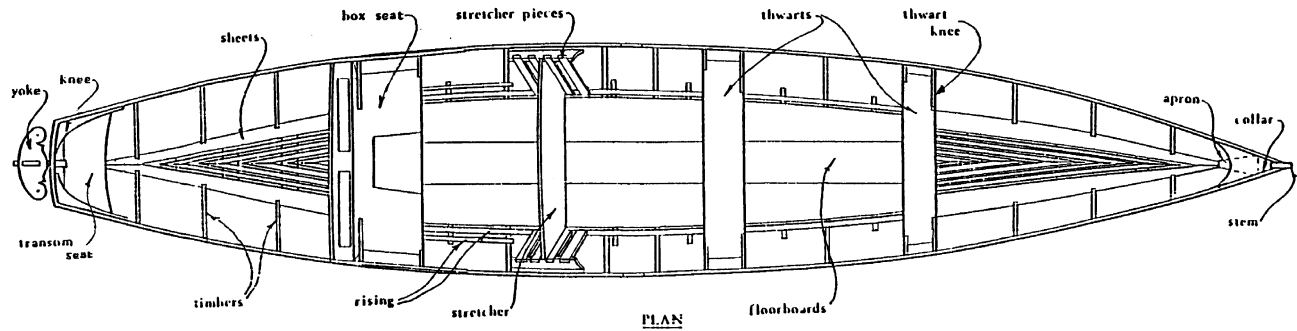 box seat
stretcher pieces
thwarts
thwart
knee
sheets
knee
yoke
apron
collar
transom
seat
timbers
rising
stretcher
floorboards
stem
PLAN